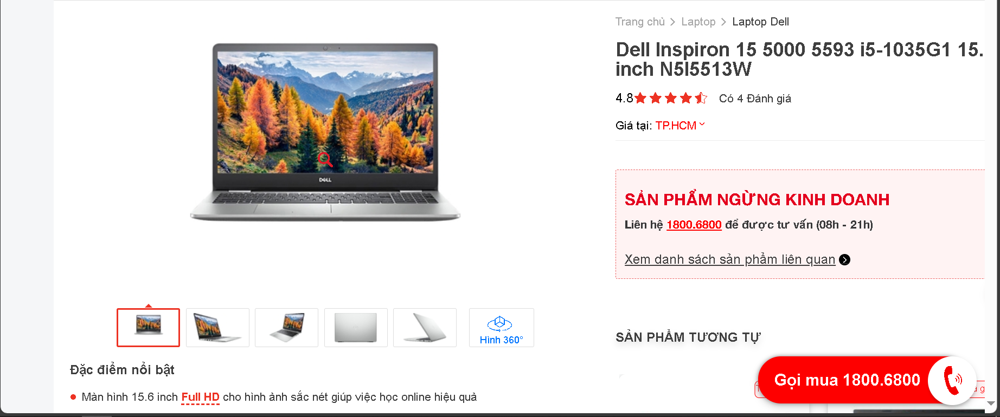 Trang chủ > Laptop > Laptop Dell
Dell Inspiron 15 5000 5593 i5-1035G1 15.
inch N5I5513W
4.8 Có 4 Đánh giá
Giá tại: TP.HCM
SẢN PHẨM NGỪNG KINH DOANH
Liên hệ 1800.6800 để được tư vấn (08h - 21h)
Xem danh sách sản phẩm liên quan
DELL
Hình 360°
Đặc điểm nổi bật
Màn hình 15.6 inch Full HD cho hình ảnh sắc nét giúp việc học online hiệu quả
SẢN PHẨM TƯƠNG TỰ
Gọi mua 1800.6800